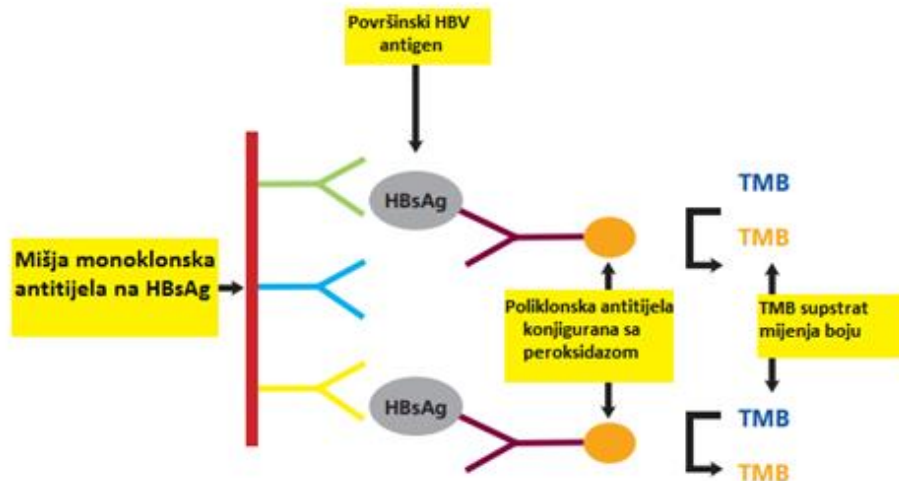 Površinski HBV
antigen
HBsAg
TMB
TMB
Mišja monoklonska
antitijela na HBsAg
Poliklonska antitijela
konjigurana sa
peroksidazom
TMB supstrat
mijenja boju
HBsAg
TMB
TMB